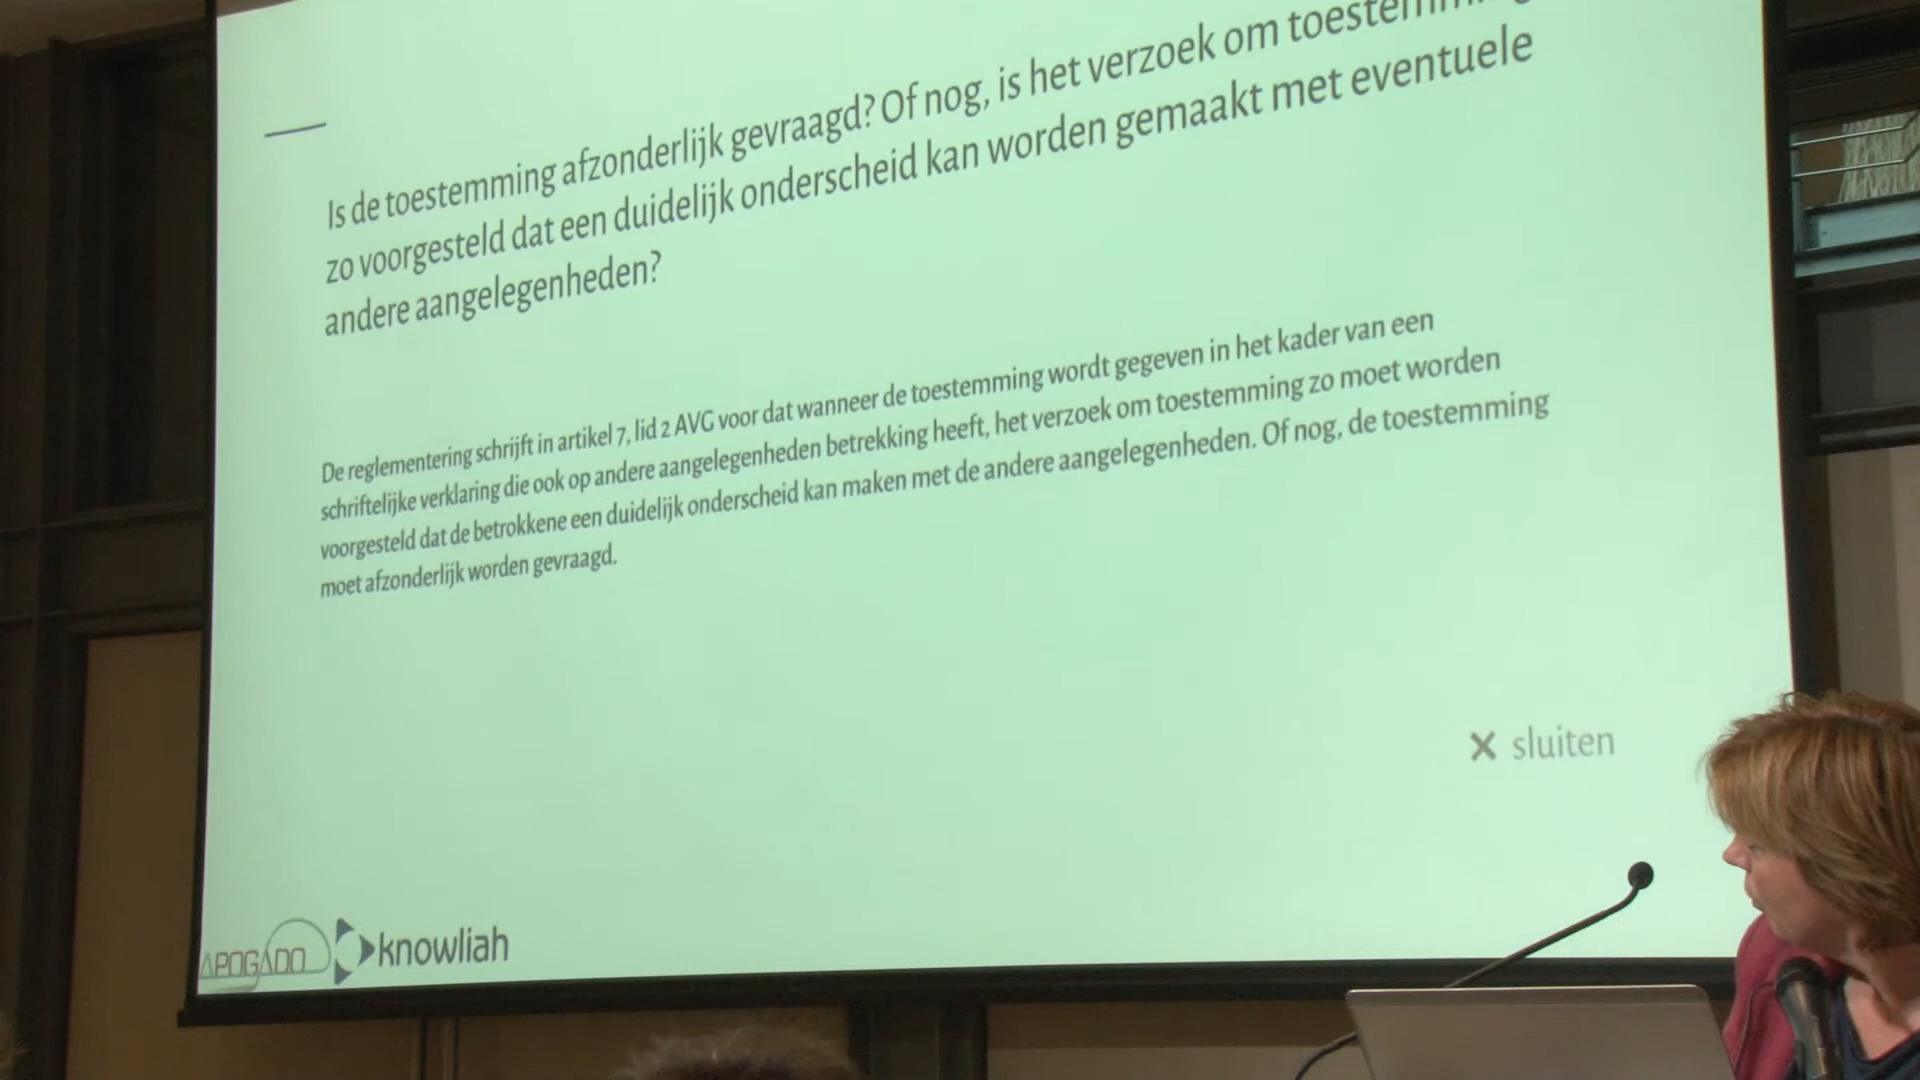 Is de toestemming afzonderlijk gevraagd? Of nog, is het verzoek om toestemming
zo voorgesteld dat een duidelijk onderscheid kan worden gemaakt met eventuele
andere aangelegenheden?
De reglementering schrijft in artikel 7, lid 2 AVG voor dat wanneer de toestemming wordt gegeven in het kader van een
schriftelijke verklaring die ook op andere aangelegenheden betrekking heeft, het verzoek om toestemming zo moet worden
voorgesteld dat de betrokkene een duidelijk onderscheid kan maken met de andere aangelegenheden. Of nog, de toestemming
moet afzonderlijk worden gevraagd.
× sluiten
APOGADO knowliah